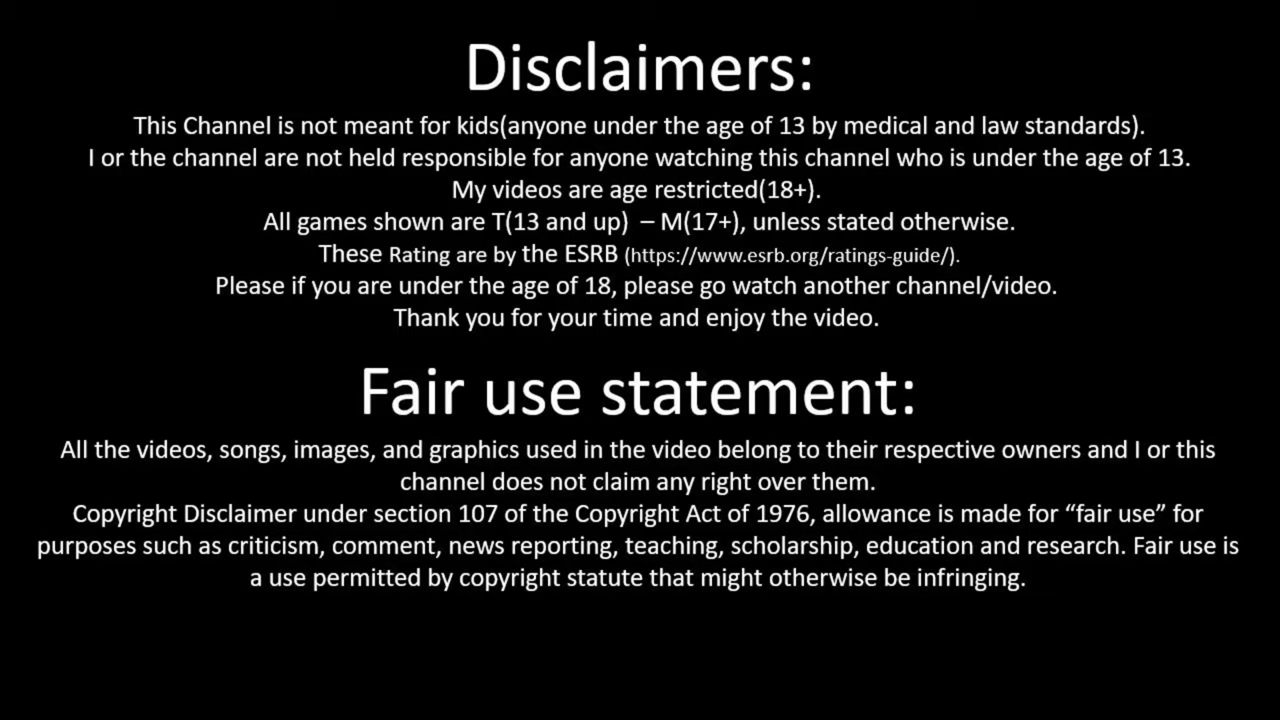 Disclaimers:
This Channel is not meant for kids(anyone under the age of 13 by medical and law standards).
I or the channel are not held responsible for anyone watching this channel who is under the age of 13.
My videos are age restricted(18+).
All games shown are T(13 and up)  – M(17+), unless stated otherwise.
These Rating are by the ESRB (https://www.esrb.org/ratings-guide/).
Please if you are under the age of 18, please go watch another channel/video.
Thank you for your time and enjoy the video.
Fair use statement:
All the videos, songs, images, and graphics used in the video belong to their respective owners and I or this
channel does not claim any right over them.
Copyright Disclaimer under section 107 of the Copyright Act of 1976, allowance is made for “fair use” for
purposes such as criticism, comment, news reporting, teaching, scholarship, education and research. Fair use is
a use permitted by copyright statute that might otherwise be infringing.